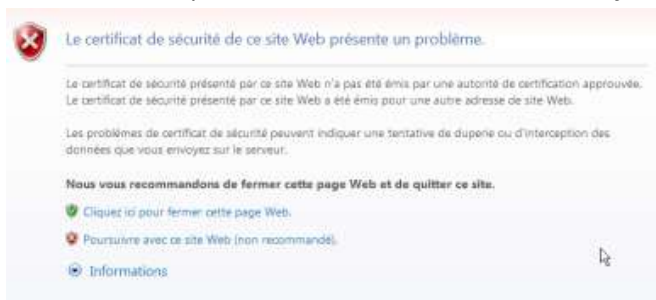 Le certificat de sécurité de ce site Web présente un problème.
Le certificat de sécurité présenté par ce site Web n'a pas été émis par une autorité de certification approuvée.
Le certificat de sécurité présenté par ce site Web a été émis pour une autre adresse de site Web.
Les problèmes de certificat de sécurité peuvent indiquer une tentative de duperie ou d'interception des
données que vous envoyez sur le serveur.
Nous vous recommandons de fermer cette page Web et de quitter ce site.
Cliquez ici pour fermer cette page Web.
Poursuivre avec ce site Web (non recommandé).
Informations